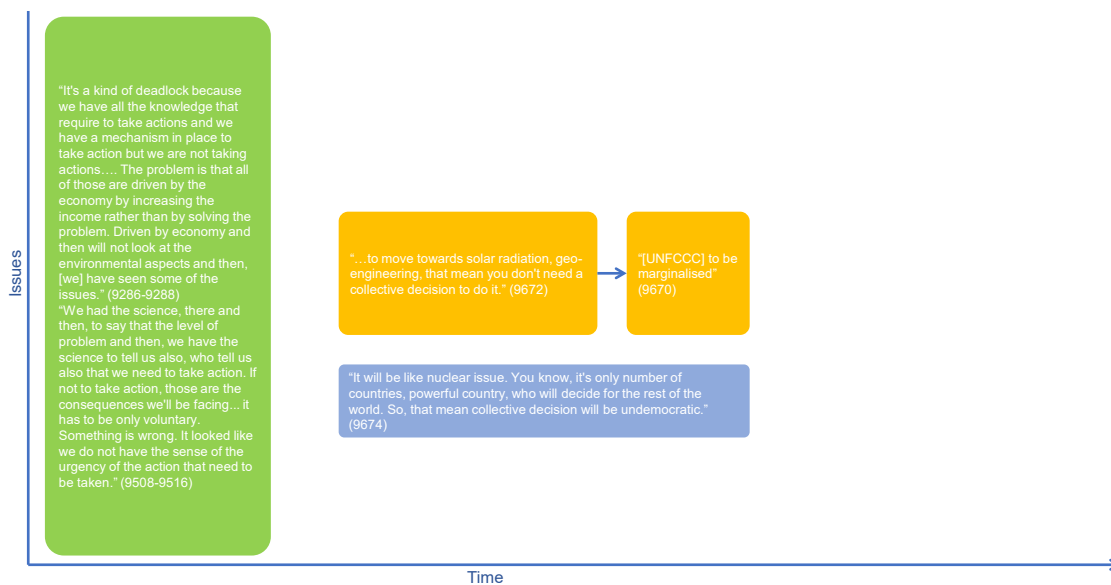 “It's a kind of deadlock because
we have all the knowledge that
require to take actions and we
have a mechanism in place to
take action but we are not taking
actions…. The problem is that all
of those are driven by the
economy by increasing the
income rather than by solving the
problem. Driven by economy and
then will not look at the
environmental aspects and then,
[we] have seen some of the
issues.” (9286-9288)
“We had the science, there and
then, to say that the level of
problem and then, we have the
science to tell us also, who tell us
also that we need to take action. If
not to take action, those are the
consequences we'll be facing... it
has to be only voluntary.
Something is wrong. It looked like
we do not have the sense of the
urgency of the action that need to
be taken.” (9508-9516)
“…to move towards solar radiation, geo-
engineering, that mean you don't need a
collective decision to do it.” (9672)
“[UNFCCC] to be
marginalised”
(9670)
“It will be like nuclear issue. You know, it's only number of
countries, powerful country, who will decide for the rest of the
world. So, that mean collective decision will be undemocratic.”
(9674)
Issues
Time